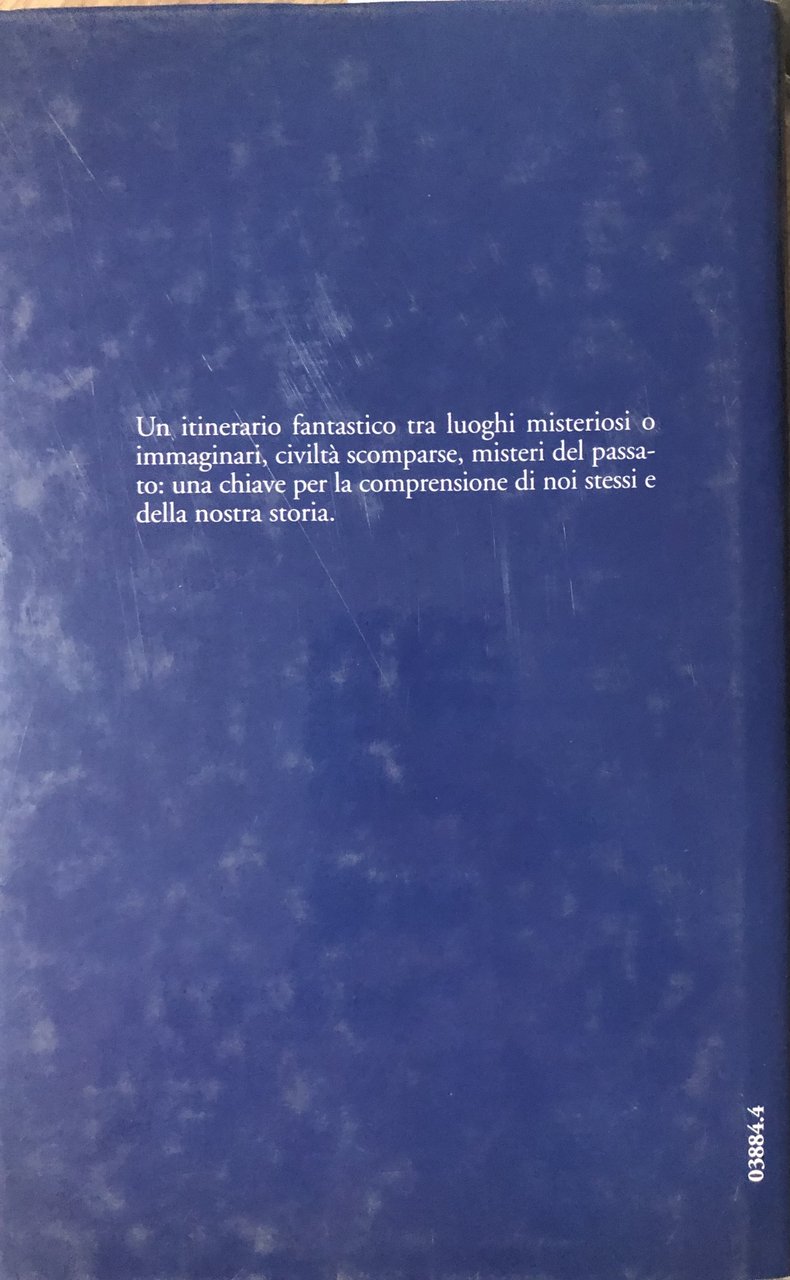 Un itinerario fantastico tra luoghi misteriosi o
immaginari, civiltà scomparse, misteri del passa-
to: una chiave per la comprensione di noi stessi e
della nostra storia.
03884.4